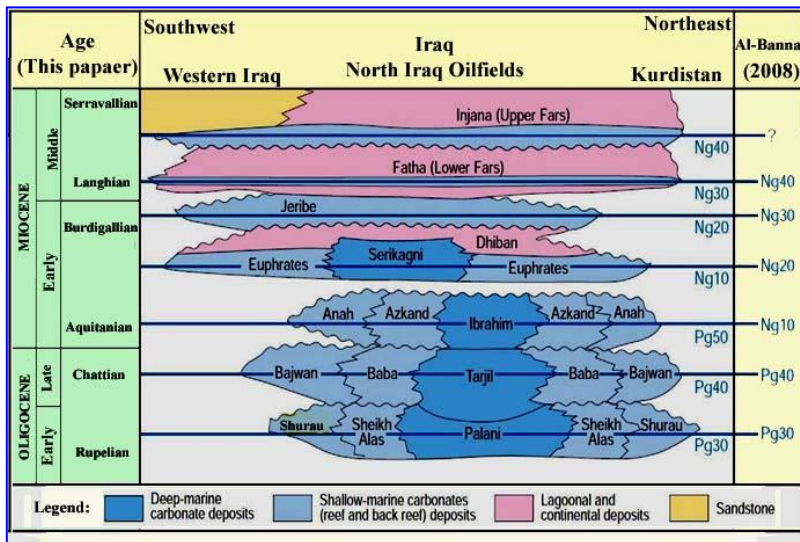 Age
(This papaer)
Southwest
Iraq
Northeast
Western Iraq
North Iraq Oilfields
Kurdistan
Al-Banna
(2008)
MIOCENE
Middle
Serravallian
Injana (Upper Fars)
Ng40
?
Langhian
Fatha (Lower Fars)
Ng30
Ng40
Early
Burdigallian
Jeribe
Ng20
Ng30
Dhiban
Euphrates
Serikagni
Euphrates
Ng10
Ng20
Aquitanian
Anah
Azkand
Ibrahim
Azkand
Anah
Pg50
Ng10
OLIGOCENE
Late
Chattian
Bajwan
Baba
Tarjil
Baba
Bajwan
Pg40
Pg40
Early
Rupelian
Shurau
Sheikh
Alas
Palani
Sheikh
Alas
Shurau
Pg30
Pg30
Legend:
Deep-marine
carbonate deposits
Shallow-marine carbonates
(reef and back reef) deposits
Lagoonal and
continental deposits
Sandstone